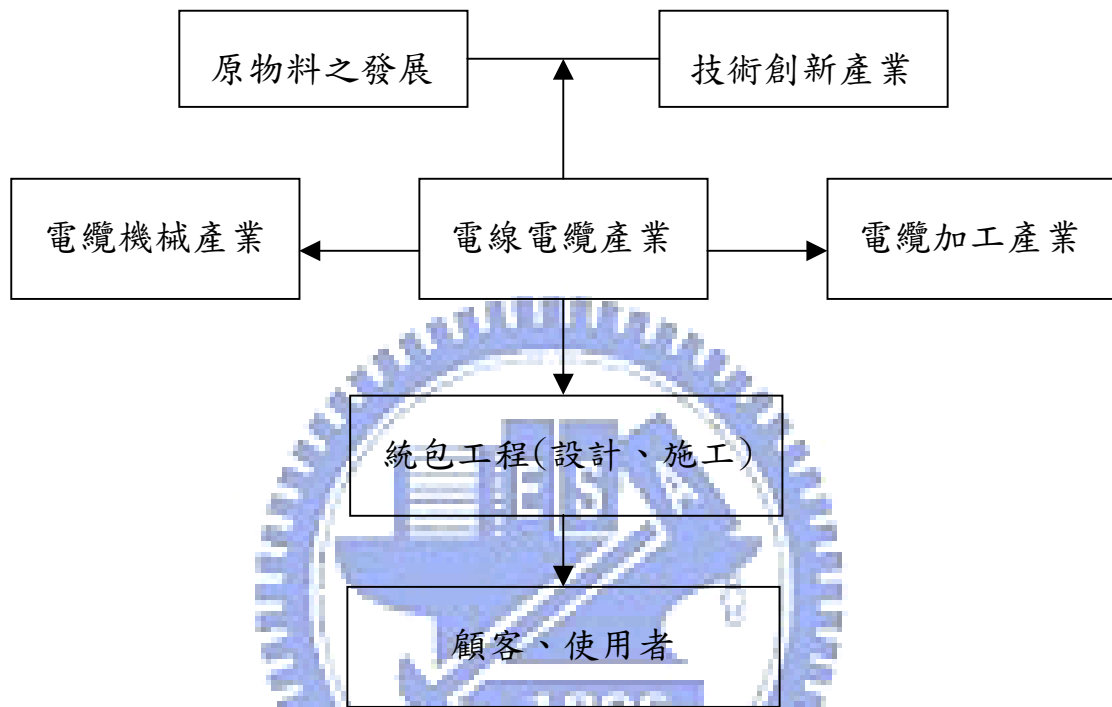 原物料之發展
技術創新產業
電纜機械產業
電線電纜產業
電纜加工產業
統包工程(設計、施工)
E S A
顧客、使用者
1896